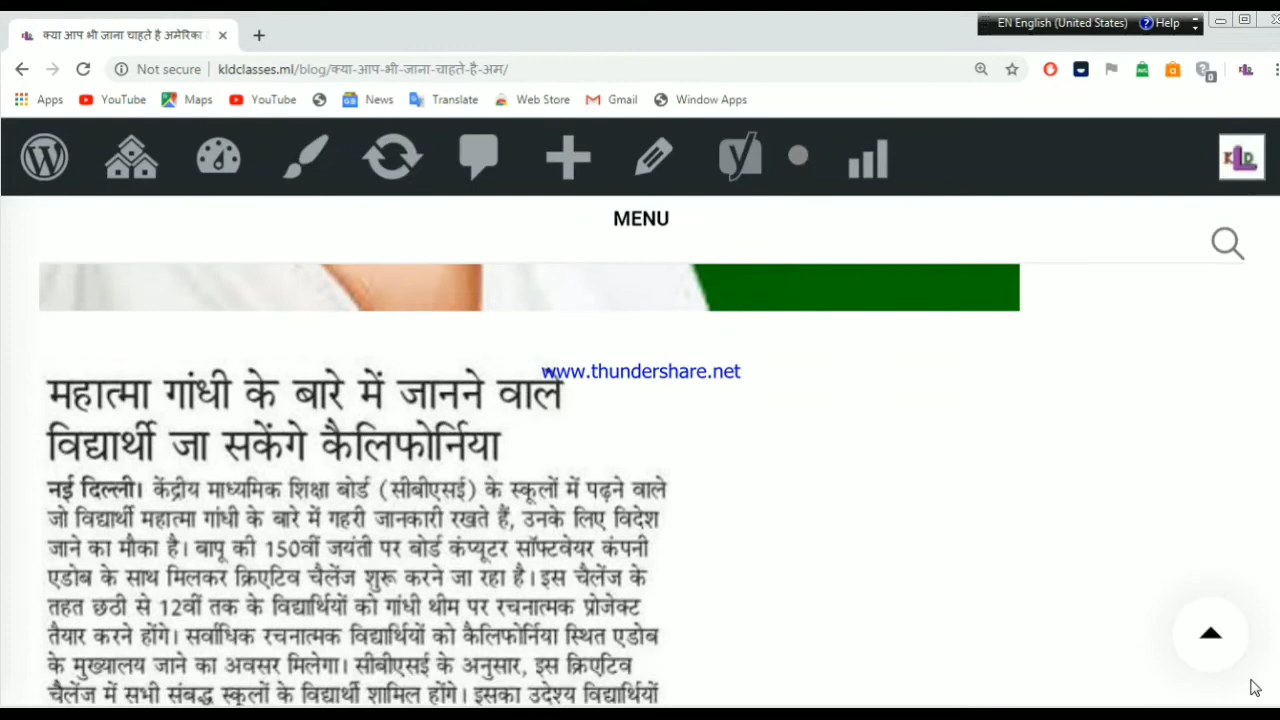 EN English (United States) Help
क्या आप भी जाना चाहते है अमेरिका
Not secure kldclasses.ml/blog/क्या-आप-भी-जाना-चाहते-है-अम/
Apps YouTube Maps YouTube News Translate Web Store Gmail Window Apps
KLD
MENU
www.thundershare.net
महात्मा गांधी के बारे में जानने वाले
विद्यार्थी जा सकेंगे कैलिफोर्निया
नई दिल्ली। केंद्रीय माध्यमिक शिक्षा बोर्ड (सीबीएसई) के स्कूलों में पढ़ने वाले
जो विद्यार्थी महात्मा गांधी के बारे में गहरी जानकारी रखते हैं, उनके लिए विदेश
जाने का मौका है। बापू की 150वीं जयंती पर बोर्ड कंप्यूटर सॉफ्टवेयर कंपनी
एडोब के साथ मिलकर क्रिएटिव चैलेंज शुरू करने जा रहा है। इस चैलेंज के
तहत छठी से 12वीं तक के विद्यार्थियों को गांधी थीम पर रचनात्मक प्रोजेक्ट
तैयार करने होंगे। सर्वाधिक रचनात्मक विद्यार्थियों को कैलिफोर्निया स्थित एडोब
के मुख्यालय जाने का अवसर मिलेगा। सीबीएसई के अनुसार, इस क्रिएटिव
चैलेंज में सभी संबद्ध स्कूलों के विद्यार्थी शामिल होंगे। इसका उदेश्य विद्यार्थियों